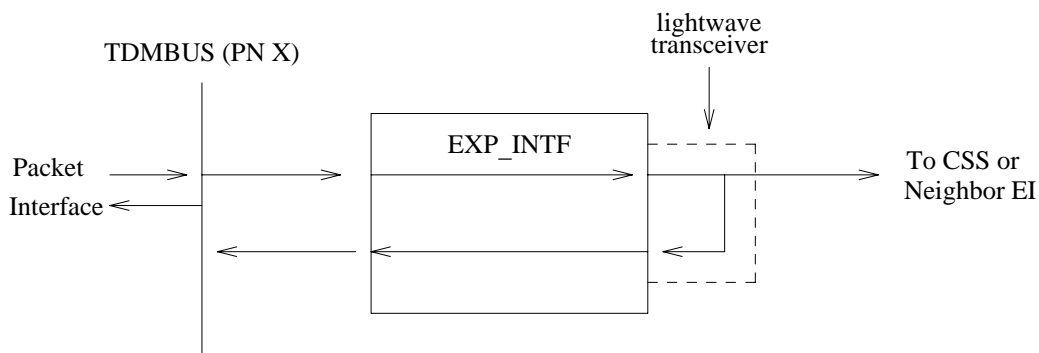 lightwave
transceiver
TDMBUS (PN X)
EXP_INTF
Packet
Interface
To CSS or
Neighbor EI